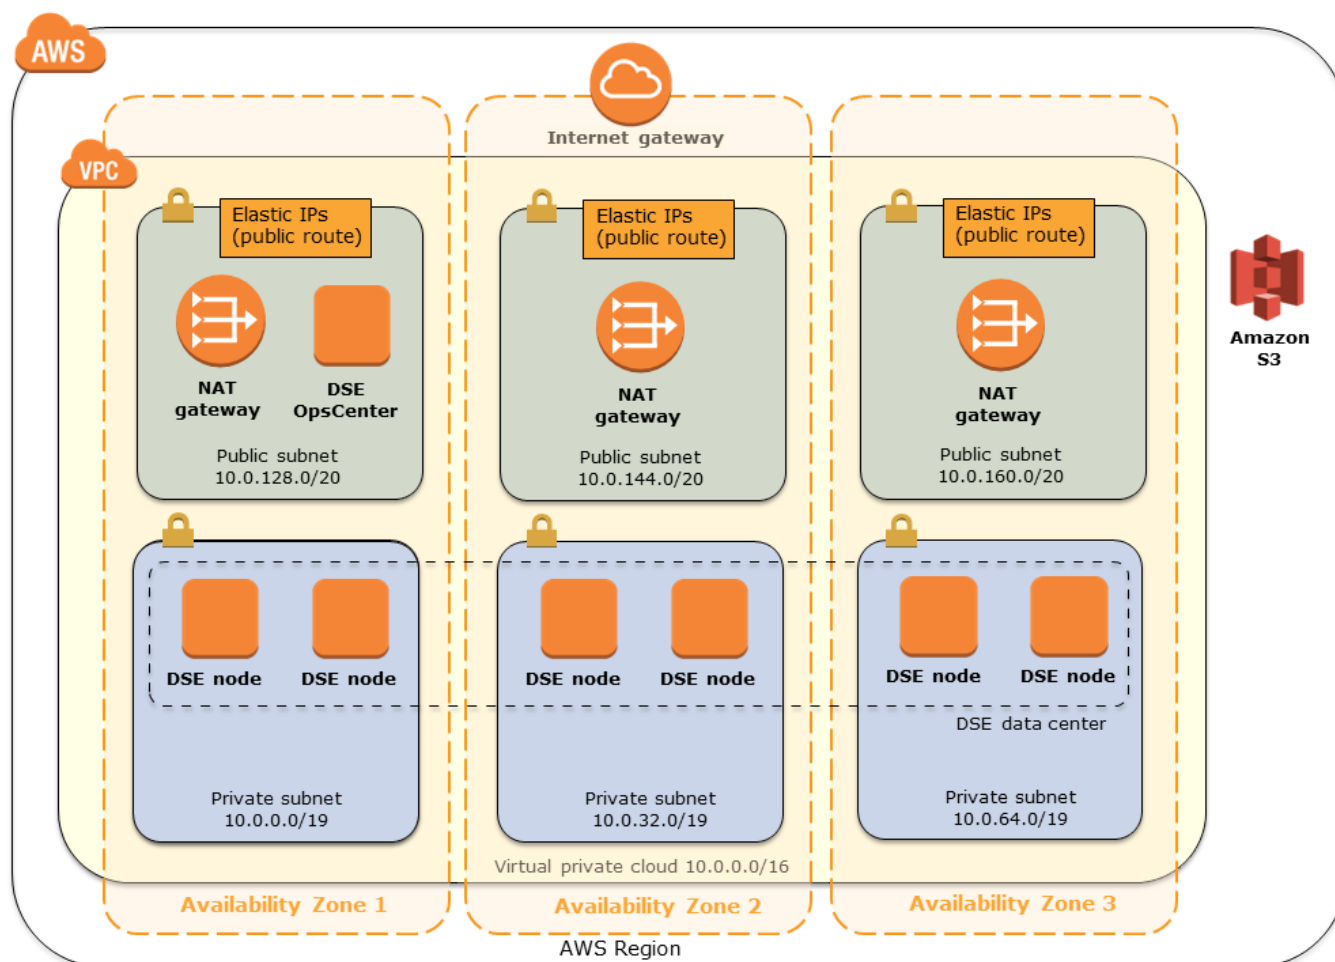 AWS
Internet gateway
VPC
Elastic IPs
(public route)
NAT
gateway
DSE
OpsCenter
Public subnet
10.0.128.0/20
Elastic IPs
(public route)
NAT
gateway
Public subnet
10.0.144.0/20
Elastic IPs
(public route)
NAT
gateway
Public subnet
10.0.160.0/20
Amazon
S3
DSE node
DSE node
Private subnet
10.0.0.0/19
DSE node
DSE node
Private subnet
10.0.32.0/19
DSE node
DSE node
DSE data center
Private subnet
10.0.64.0/19
Virtual private cloud 10.0.0.0/16
Availability Zone 1
Availability Zone 2
Availability Zone 3
AWS Region